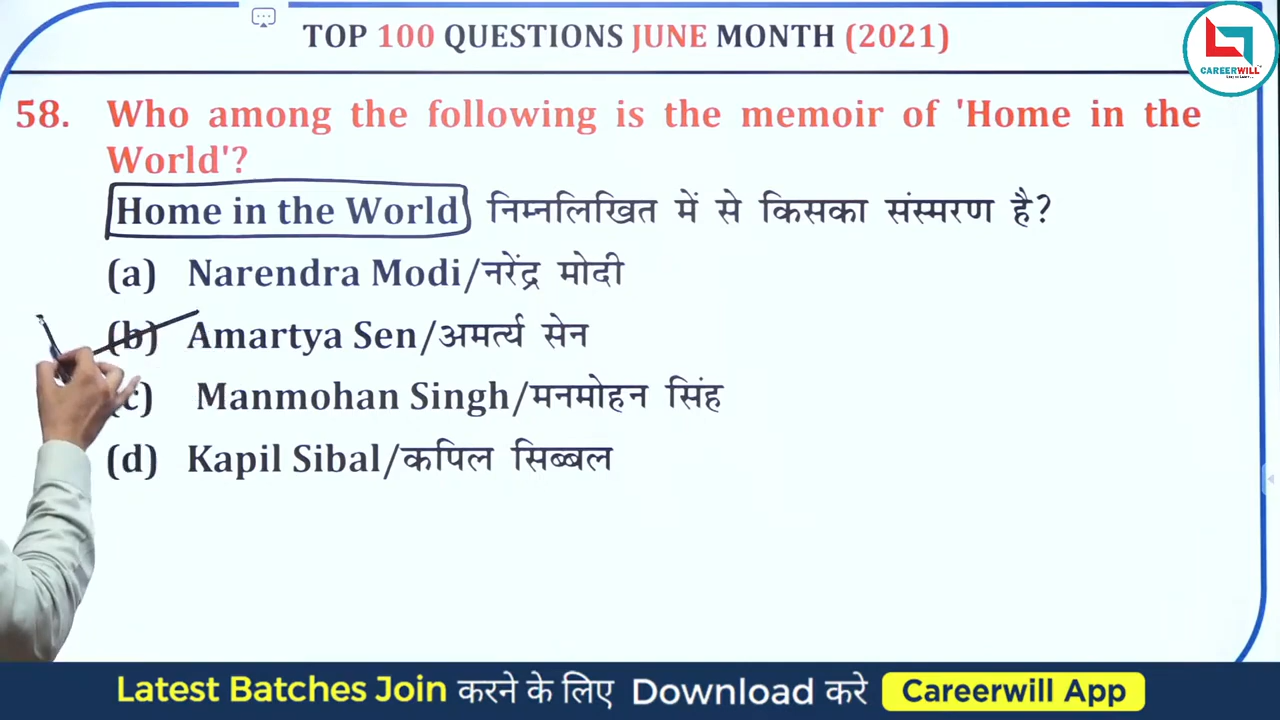 TOP 100 QUESTIONS JUNE MONTH (2021)
CAREERWILL
58. Who among the following is the memoir of 'Home in the
World'?
Home in the World निम्नलिखित में से किसका संस्मरण है?
(a) Narendra Modi/नरेंद्र मोदी
(b) Amartya Sen/अमर्त्य सेन
(c) Manmohan Singh/मनमोहन सिंह
(d) Kapil Sibal/कपिल सिब्बल
Latest Batches Join करने के लिए Download करे Careerwill App